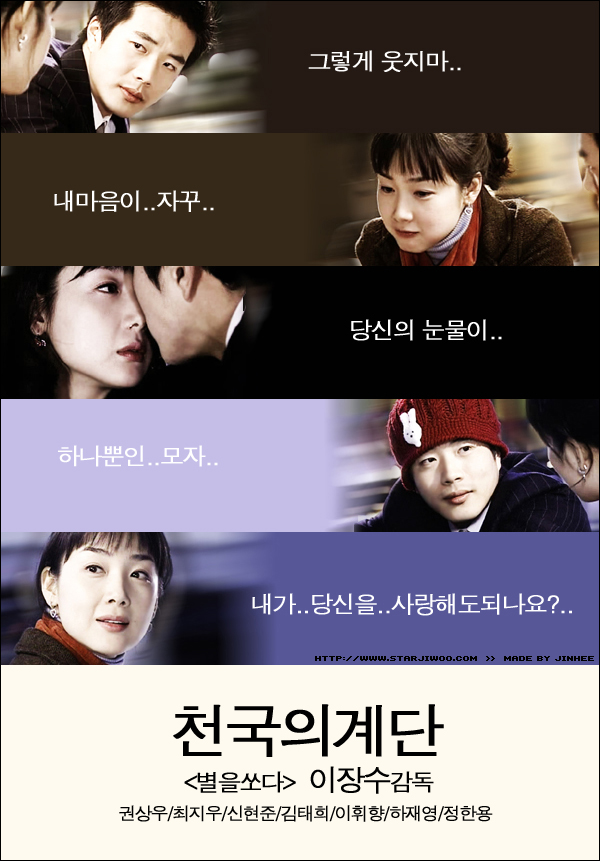 그렇게 웃지마..
내마음이..자꾸..
당신의 눈물이..
하나뿐인..모자..
내가..당신을..사랑해도되나요?..
HTTP://WWW.STARJIWOO.COM >> MADE BY JINHEE
천국의계단
<별을쏘다> 이장수감독
권상우/최지우/신현준/김태희/이휘향/하재영/정한용